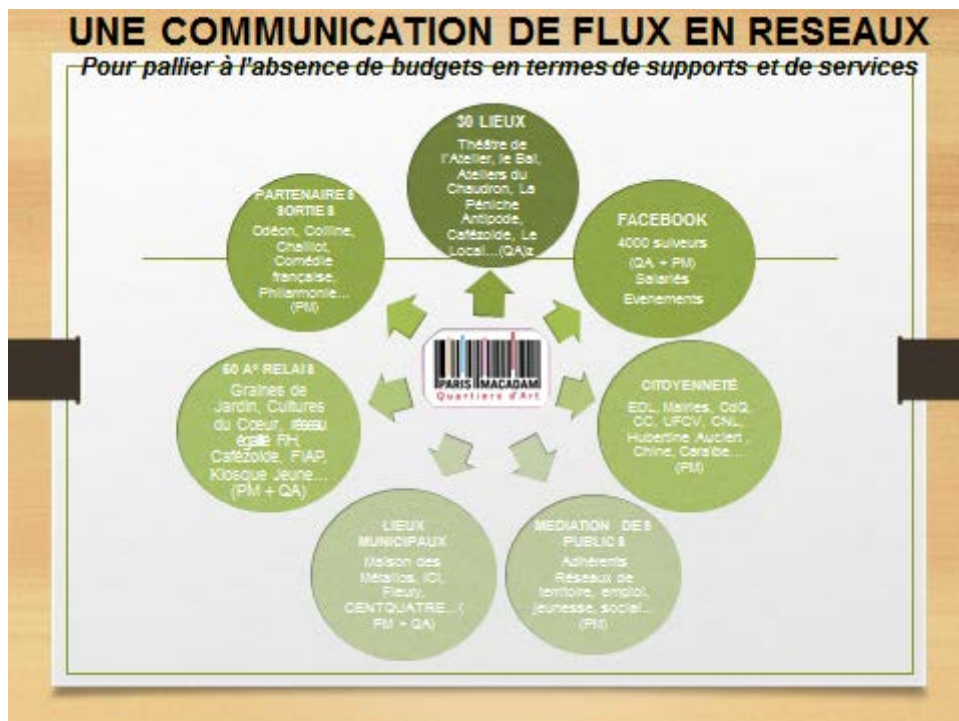 UNE COMMUNICATION DE FLUX EN RESEAUX
Pour pallier à l'absence de budgets en termes de supports et de services
30 LIEUX
Théâtre de
l'Atelier, le Bal,
Ateliers du
Chaudron, La
Péniche
Antipode,
Cafézoïde, Le
Local...(QA)z
FACEBOOK
4000 suiveurs
(QA + PM)
Salariés
Evenements
CITOYENNETÉ
EDL, Mairies, CdQ,
CC, UFCV, CNL,
Hubertine Auclert,
Chine, Caraïbe...
(PM)
MEDIATION DES
PUBLICS
Adhérents
Réseaux de
territoire, emploi,
jeunesse, social...
(PM)
LIEUX
MUNICIPAUX
Maison des
Métallos, ICI,
Fleury,
CENTQUATRE...(
PM + QA)
60 A° RELAIS
Graines de
Jardin, Cultures
du Cœur, réseau
égalité F/H,
Cafézoïde, FIAP,
Kiosque Jeune...
(PM + QA)
PARTENAIRES
SORTIES
Odéon, Colline,
Chaillot,
Comédie
française,
Philarmonie...
(PM)
PARIS MACADAM
Quartiers d'Art